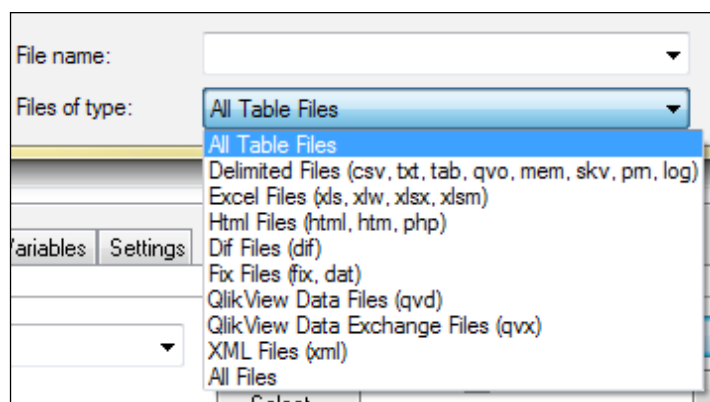 File name:
Files of type:
All Table Files
All Table Files
Delimited Files (csv, txt, tab, qvo, mem, skv, prn, log)
Excel Files (xls, xlw, xlsx, xlsm)
Html Files (html, htm, php)
Variables Settings
Dif Files (dif)
Fix Files (fix, dat)
QlikView Data Files (qvd)
QlikView Data Exchange Files (qvx)
XML Files (xml)
All Files
Select